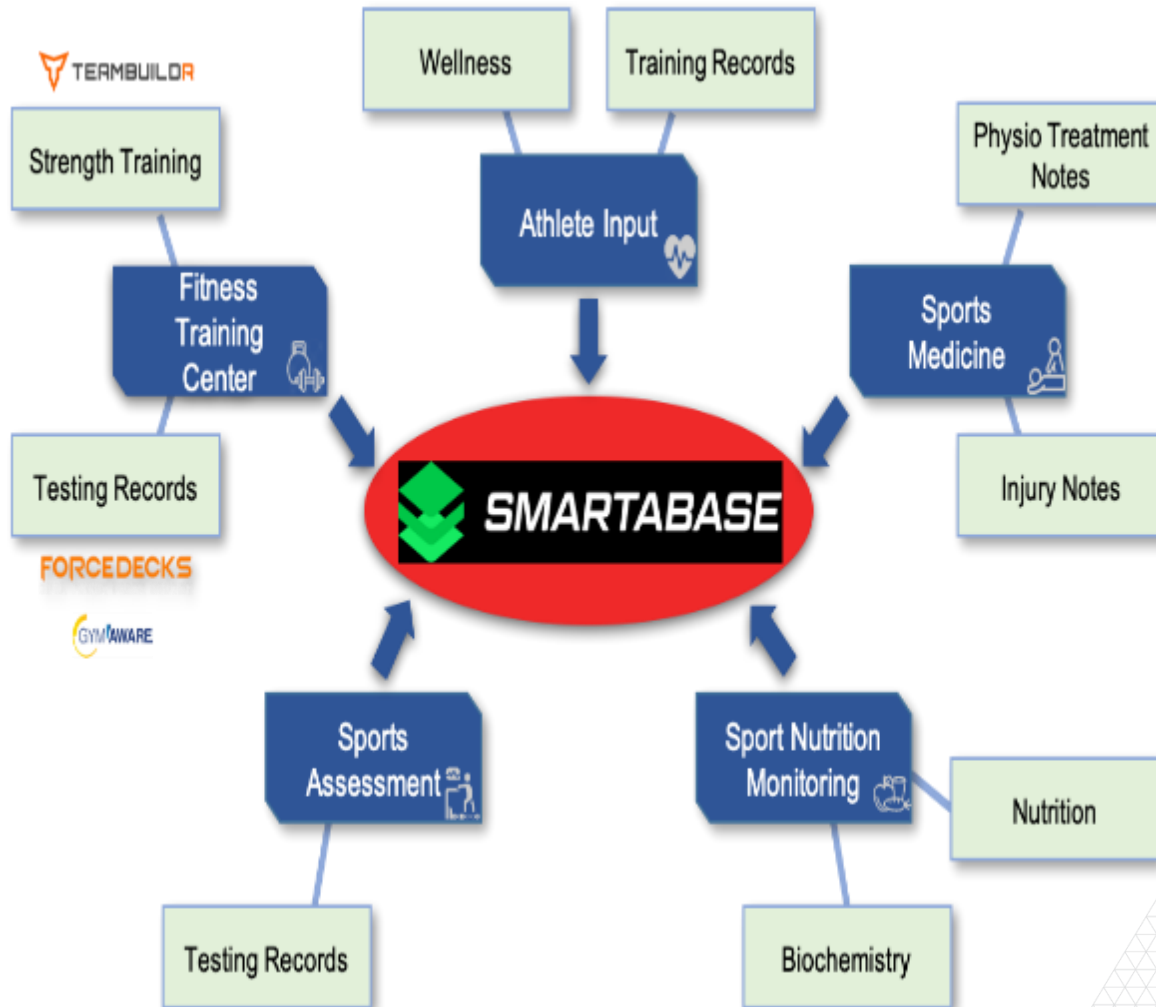 TEAMBUILDR
Wellness
Training Records
Strength Training
Physio Treatment
Notes
Athlete Input
Fitness
Training
Center
Sports
Medicine
Testing Records
Injury Notes
SMARTABASE
FORCEDECKS
GYMAWARE
Sports
Assessment
Sport Nutrition
Monitoring
Nutrition
Testing Records
Biochemistry